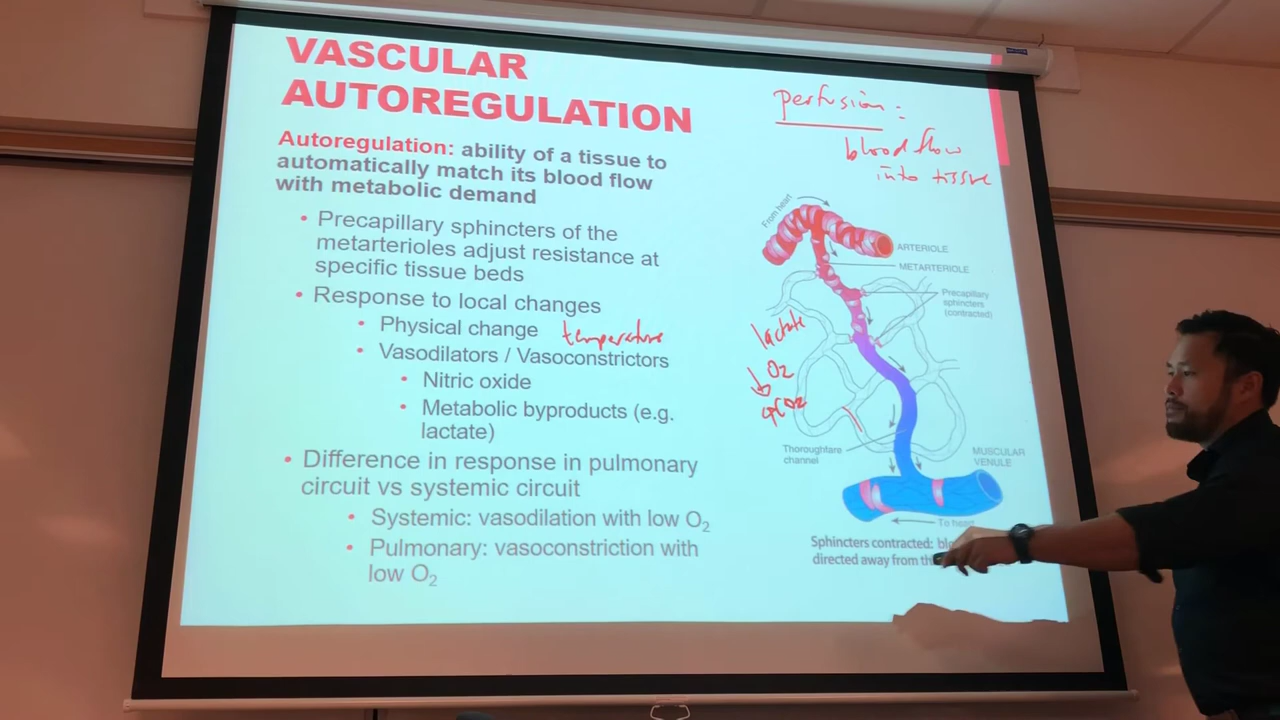 VASCULAR
AUTOREGULATION
Autoregulation: ability of a tissue to
automatically match its blood flow
with metabolic demand
• Precapillary sphincters of the
metarterioles adjust resistance at
specific tissue beds
• Response to local changes
• Physical change temperature
• Vasodilators / Vasoconstrictors
• Nitric oxide
• Metabolic byproducts (e.g.
lactate)
• Difference in response in pulmonary
circuit vs systemic circuit
• Systemic: vasodilation with low O₂
• Pulmonary: vasoconstriction with
low O₂
perfusion:
blood flow
into tissue
From heart
ARTERIOLE
METARTERIOLE
Precapillary
sphincters
(contracted)
lactate
↓ O₂
CO₂
Thoroughfare
channel
MUSCULAR
VENULE
To heart
Sphincters contracted:
directed away from